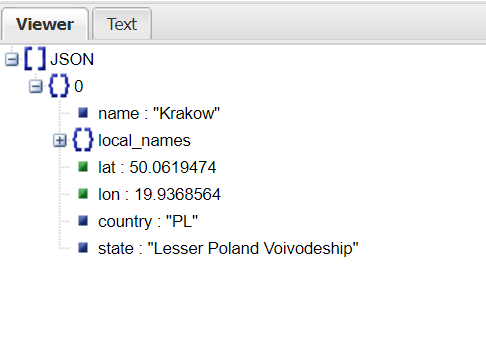 Viewer Text
JSON
0
name : "Krakow"
local_names
lat : 50.0619474
lon : 19.9368564
country : "PL"
state : "Lesser Poland Voivodeship"